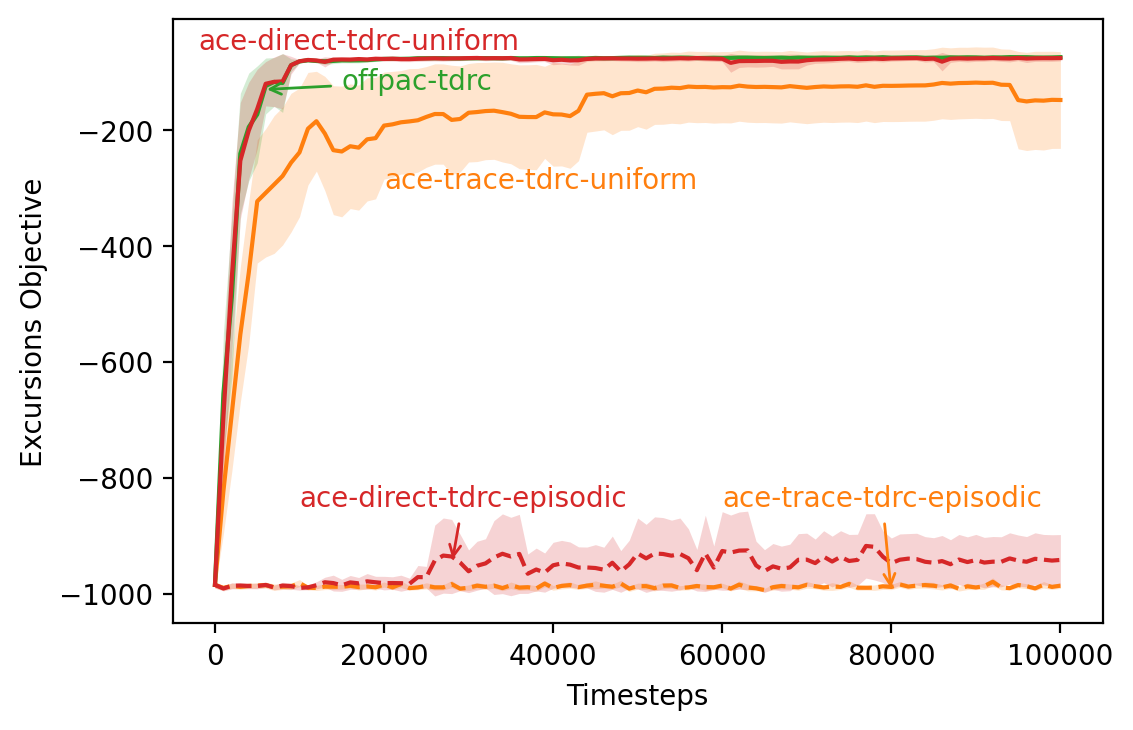 ace-direct-tdrc-uniform
offpac-tdrc
ace-trace-tdrc-uniform
ace-direct-tdrc-episodic
ace-trace-tdrc-episodic
Excursions Objective
−200
−400
−600
−800
−1000
0
20000
40000
60000
80000
100000
Timesteps